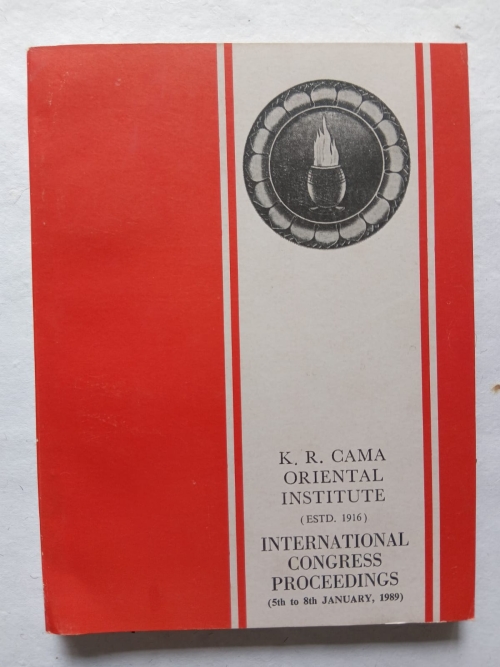 K. R. CAMA
ORIENTAL
INSTITUTE
(ESTD. 1916)
INTERNATIONAL
CONGRESS
PROCEEDINGS
(5th to 8th JANUARY, 1989)